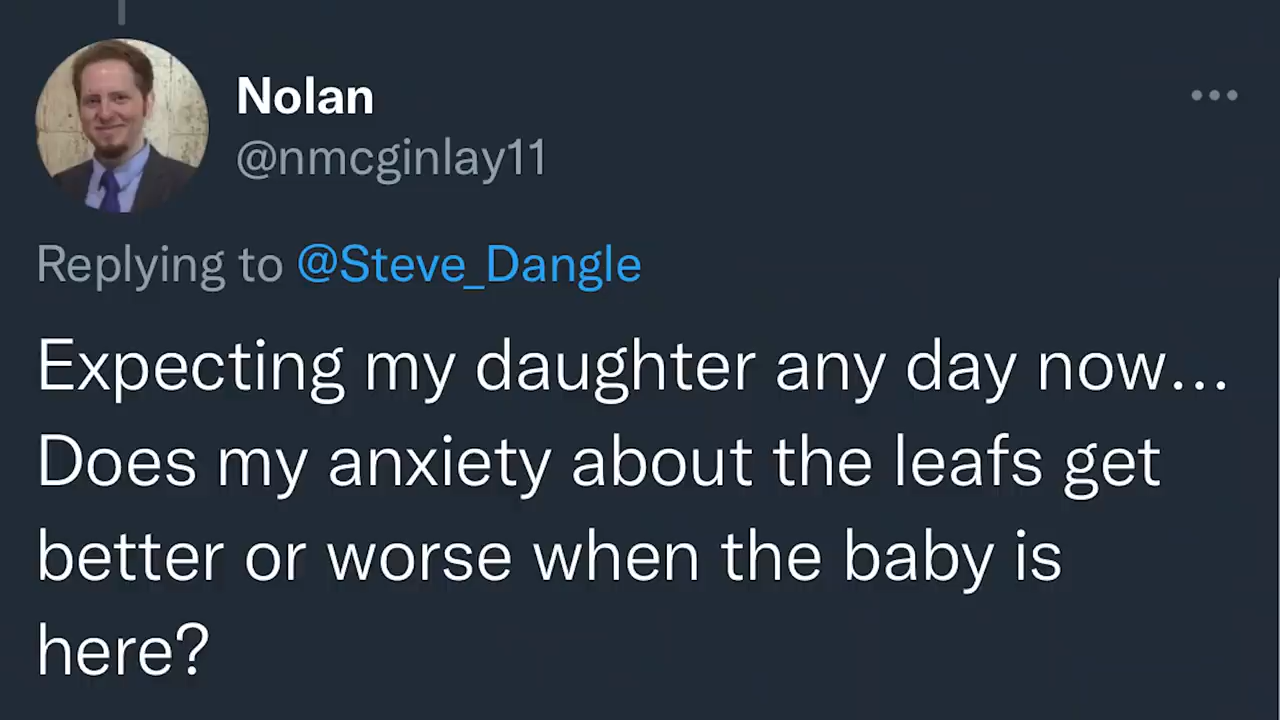 Nolan
@nmcginlay11
Replying to @Steve_Dangle
Expecting my daughter any day now...
Does my anxiety about the leafs get
better or worse when the baby is
here?